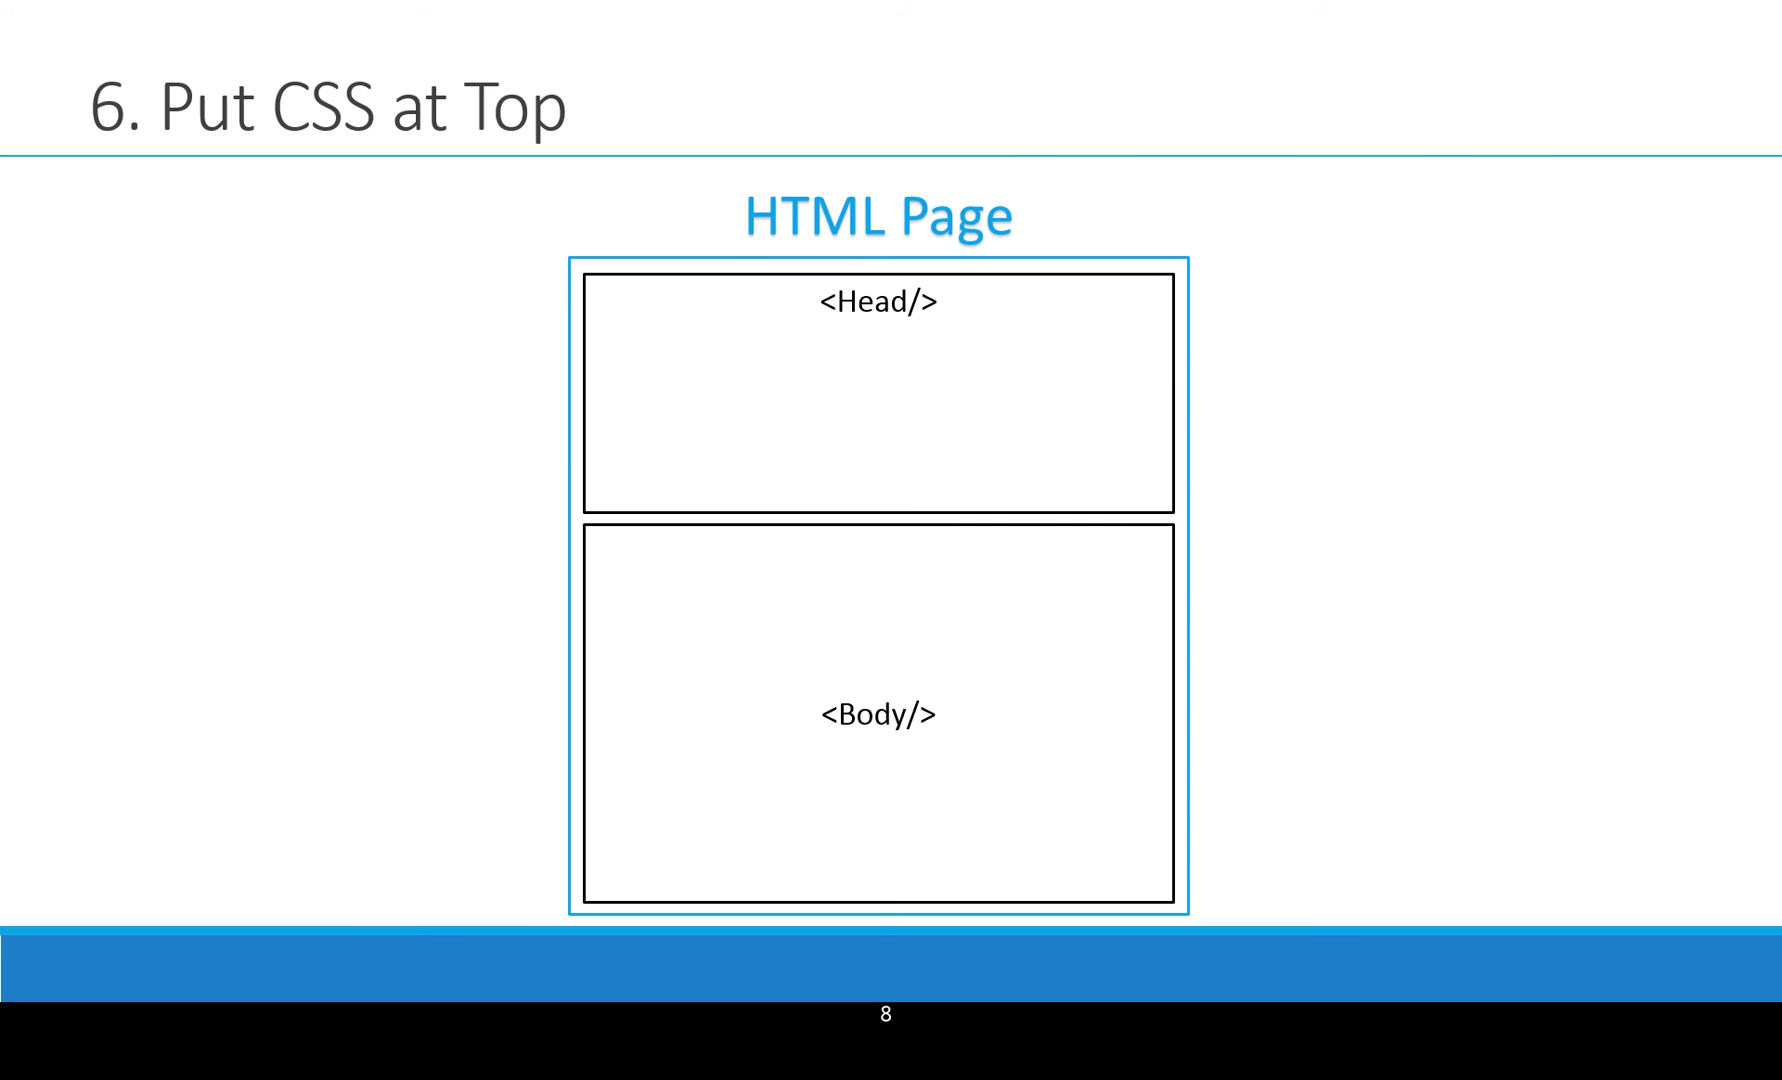 6. Put CSS at Top
HTML Page
<Head/>
<Body/>
8